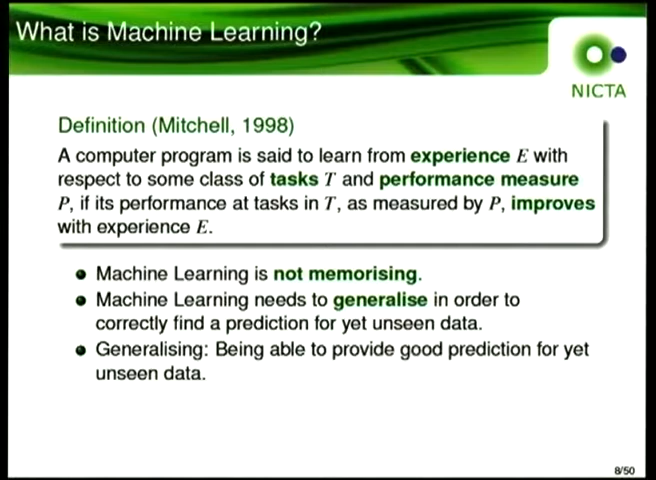 What is Machine Learning?
NICTA
Definition (Mitchell, 1998)
A computer program is said to learn from experience E with
respect to some class of tasks T and performance measure
P, if its performance at tasks in T, as measured by P, improves
with experience E.
Machine Learning is not memorising.
Machine Learning needs to generalise in order to
correctly find a prediction for yet unseen data.
Generalising: Being able to provide good prediction for yet
unseen data.
8/50